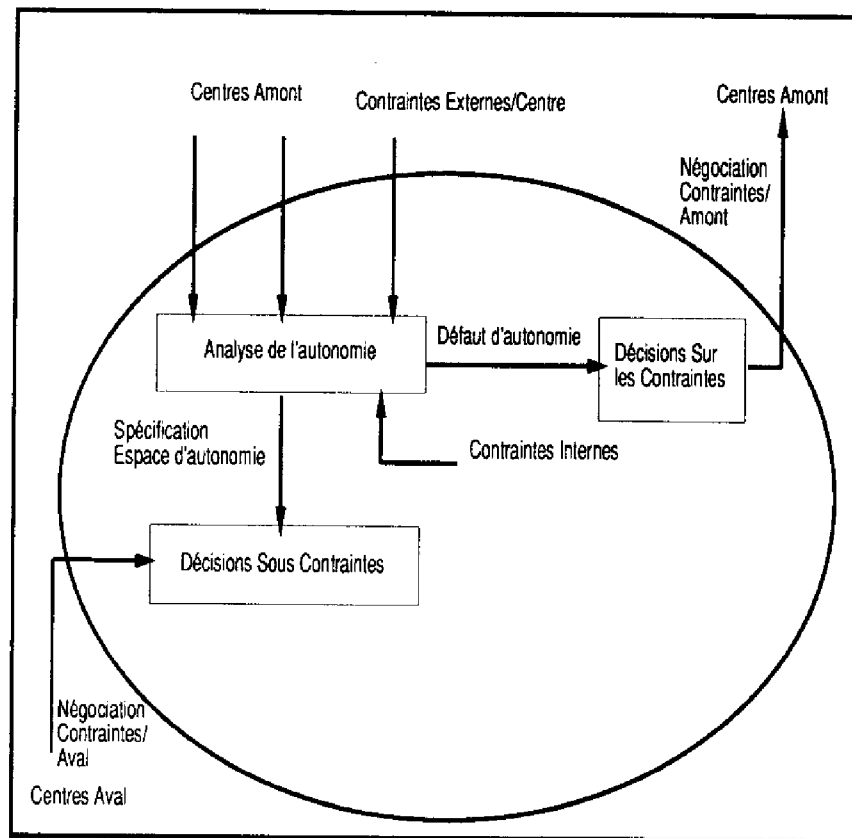 Centres Amont
Contraintes Externes/Centre
Centres Amont
Négociation
Contraintes/
Amont
Analyse de l'autonomie
Défaut d'autonomie
Décisions Sur
les Contraintes
Spécification
Espace d'autonomie
Contraintes Internes
Décisions Sous Contraintes
Négociation
Contraintes/
Aval
Centres Aval